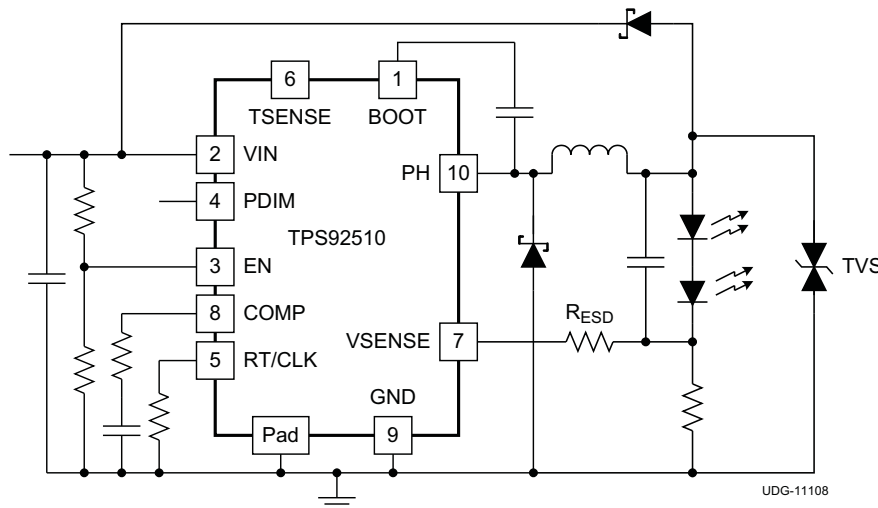 6
1
TSENSE
BOOT
2
VIN
PH
10
4
PDIM
TPS92510
3
EN
TVS
8
COMP
RESD
VSENSE
7
5
RT/CLK
GND
Pad
9
UDG-11108